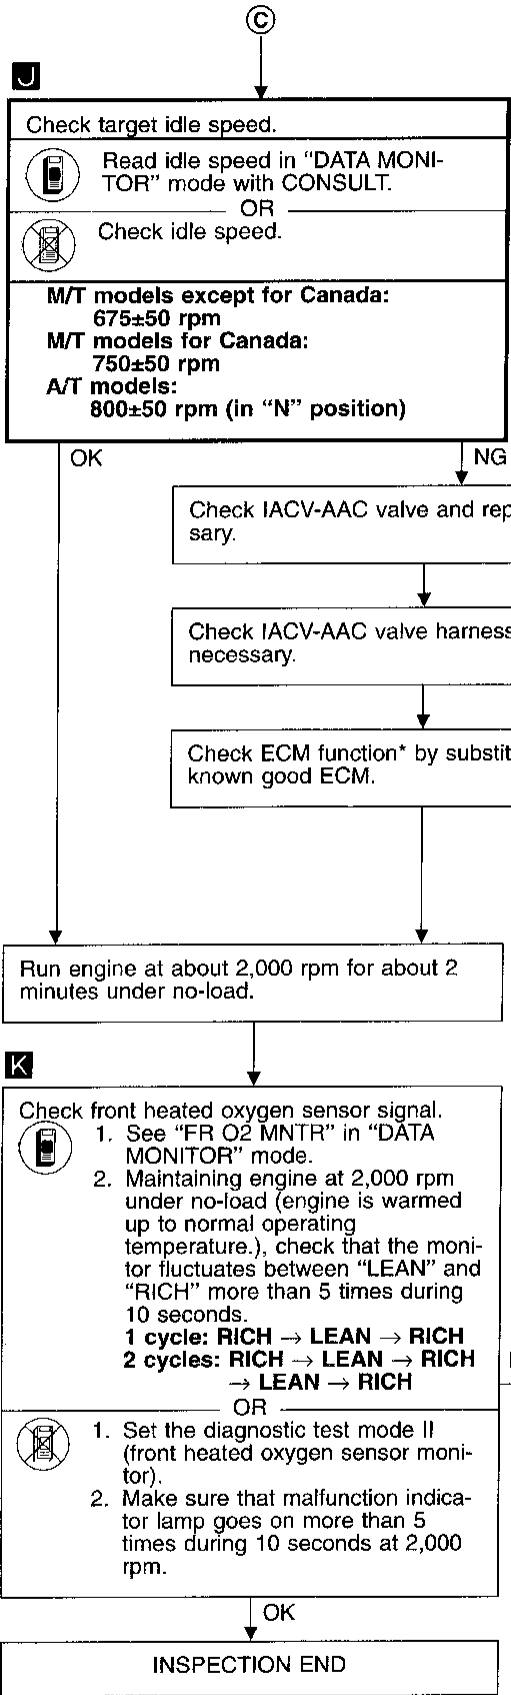 C
J
Check target idle speed.
Read idle speed in “DATA MONI-
TOR” mode with CONSULT.
OR
Check idle speed.
M/T models except for Canada:
675±50 rpm
M/T models for Canada:
750±50 rpm
A/T models:
800±50 rpm (in “N” position)
OK
NG
Check IACV-AAC valve and rep
sary.
Check IACV-AAC valve harness
necessary.
Check ECM function* by substit
known good ECM.
Run engine at about 2,000 rpm for about 2
minutes under no-load.
K
Check front heated oxygen sensor signal.
1. See “FR O2 MNTR” in “DATA
MONITOR” mode.
2. Maintaining engine at 2,000 rpm
under no-load (engine is warmed
up to normal operating
temperature.), check that the moni-
tor fluctuates between “LEAN” and
“RICH” more than 5 times during
10 seconds.
1 cycle: RICH → LEAN → RICH
2 cycles: RICH → LEAN → RICH
→ LEAN → RICH
OR
1. Set the diagnostic test mode II
(front heated oxygen sensor moni-
tor).
2. Make sure that malfunction indica-
tor lamp goes on more than 5
times during 10 seconds at 2,000
rpm.
OK
INSPECTION END